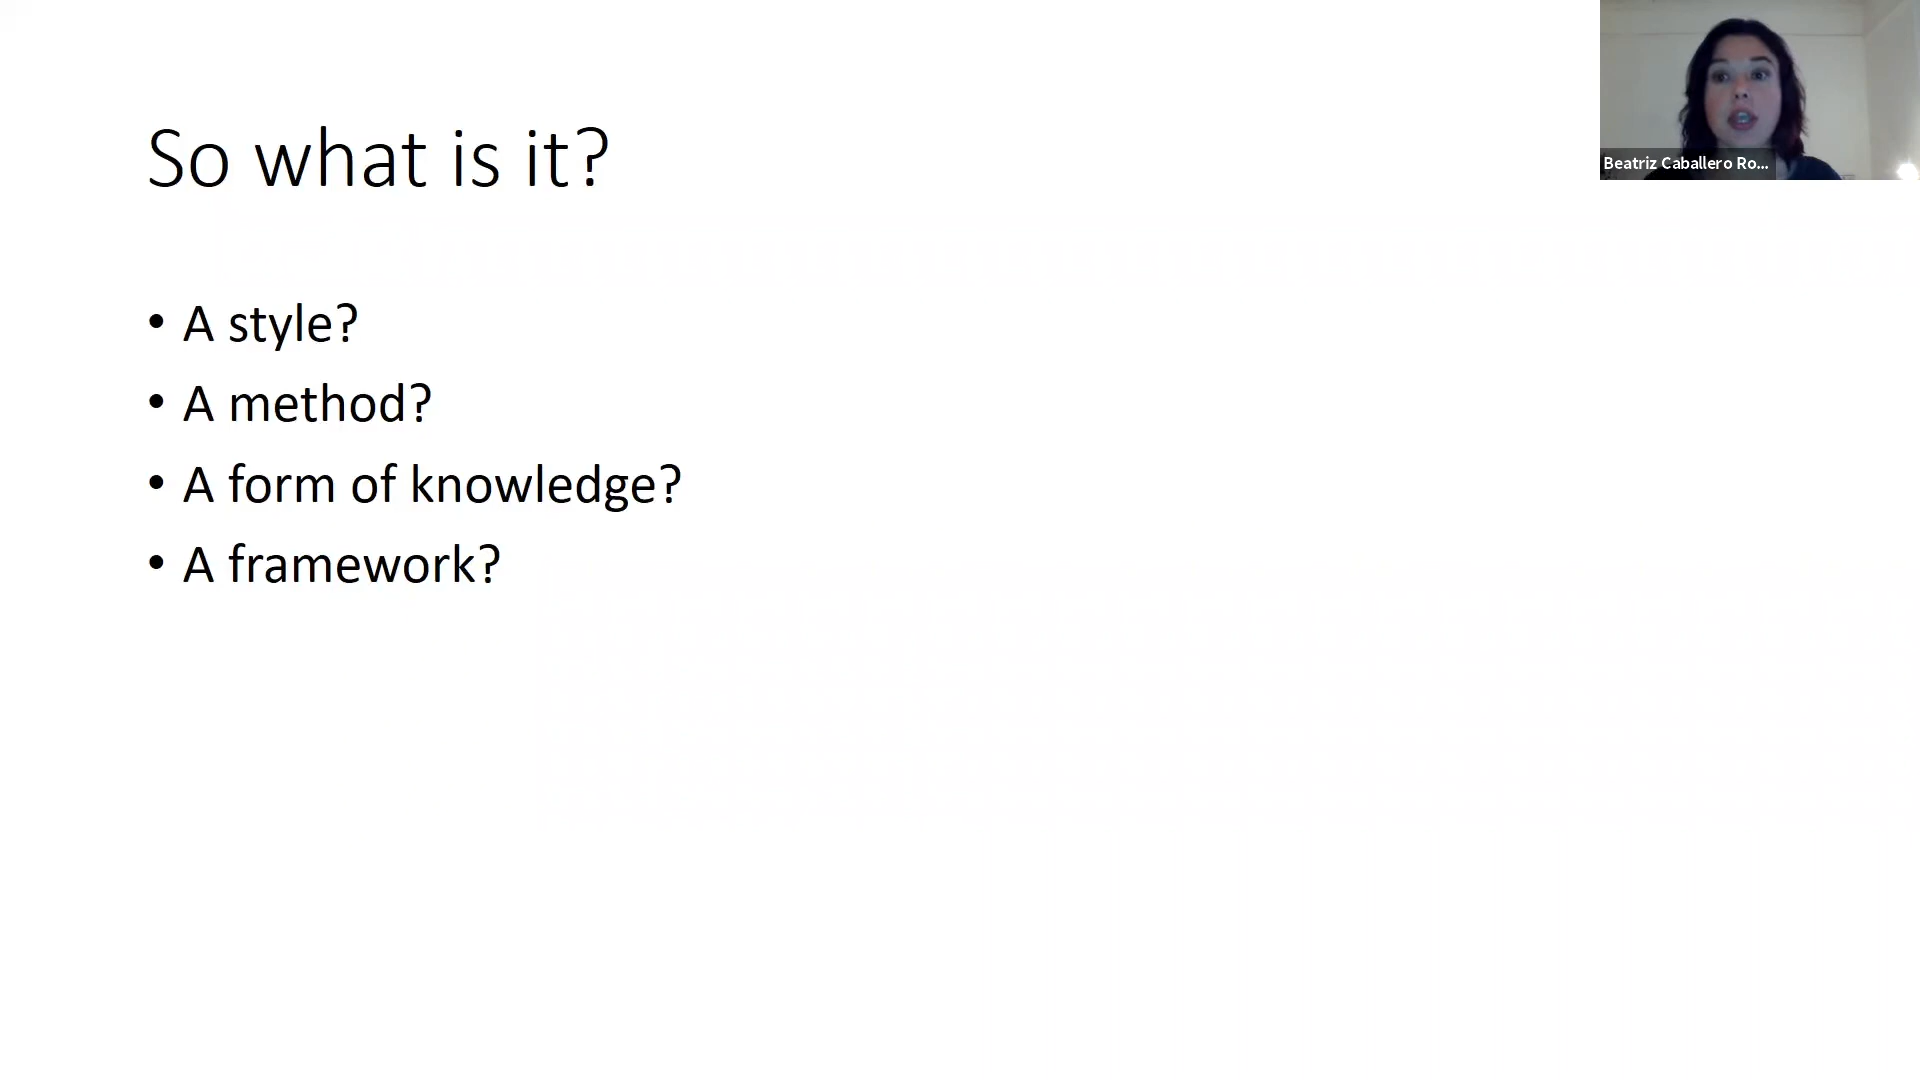 So what is it?
• A style?
• A method?
• A form of knowledge?
• A framework?
Beatriz Caballero Ro...